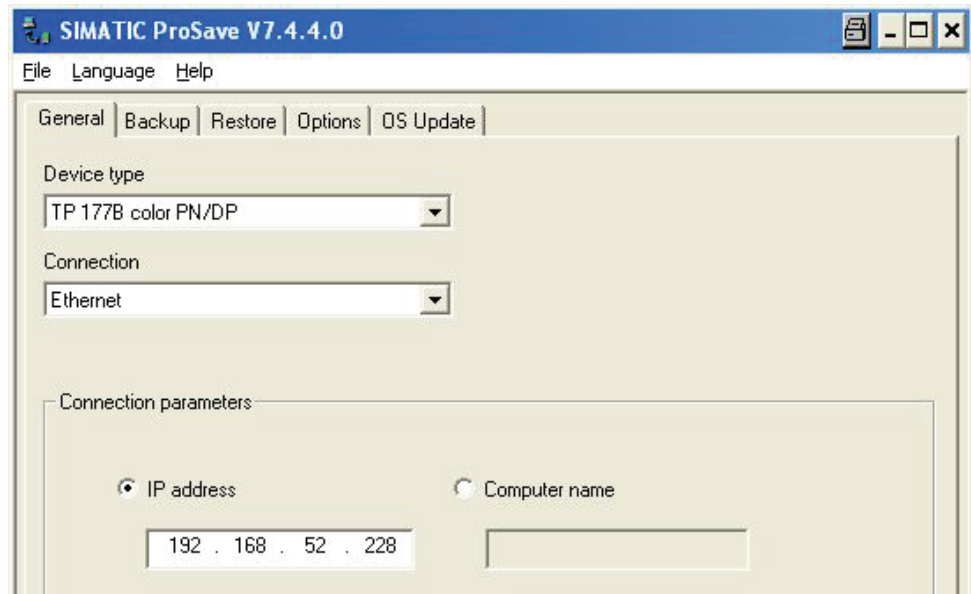 SIMATIC ProSave V7.4.4.0
File Language Help
General Backup Restore Options OS Update
Device type
TP 177B color PN/DP
Connection
Ethernet
Connection parameters
IP address Computer name
192 . 168 . 52 . 228